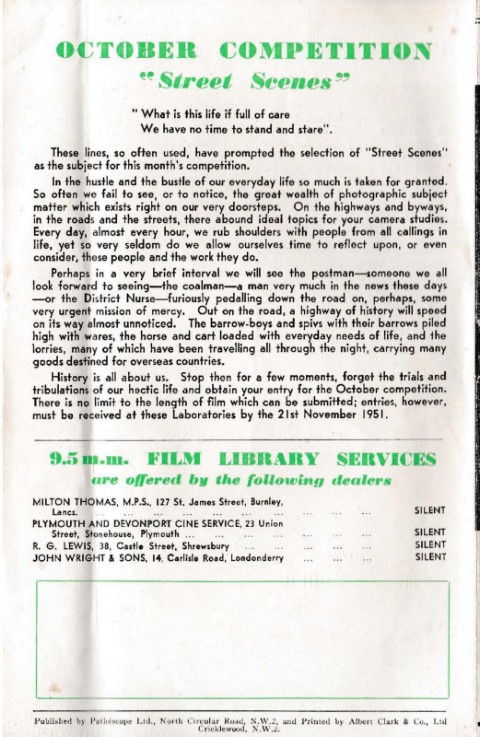 OCTOBER COMPETITION
"Street Scenes"
" What is this life if full of care
We have no time to stand and stare".
These lines, so often used, have prompted the selection of "Street Scenes"
as the subject for this month's competition.
In the hustle and the bustle of our everyday life so much is taken for granted.
So often we fail to see, or to notice, the great wealth of photographic subject
matter which exists right on our very doorsteps. On the highways and byways,
in the roads and the streets, there abound ideal topics for your camera studies.
Every day, almost every hour, we rub shoulders with people from all callings in
life, yet so very seldom do we allow ourselves time to reflect upon, or even
consider, these people and the work they do.
Perhaps in a very brief interval we will see the postman—someone we all
look forward to seeing—the coalman—a man very much in the news these days
—or the District Nurse—furiously pedalling down the road on, perhaps, some
very urgent mission of mercy. Out on the road, a highway of history will speed
on its way almost unnoticed. The barrow-boys and spivs with their barrows piled
high with wares, the horse and cart loaded with everyday needs of life, and the
lorries, many of which have been travelling all through the night, carrying many
goods destined for overseas countries.
History is all about us. Stop then for a few moments, forget the trials and
tribulations of our hectic life and obtain your entry for the October competition.
There is no limit to the length of film which can be submitted; entries, however,
must be received at these Laboratories by the 21st November 1951.
9.5 m.m. FILM LIBRARY SERVICES
are offered by the following dealers
MILTON THOMAS, M.P.S., 127 St. James Street, Burnley,
Lancs. ... ... ... ... ... ... ... ... ... SILENT
PLYMOUTH AND DEVONPORT CINE SERVICE, 23 Union
Street, Stonehouse, Plymouth ... ... ... ... ... ... SILENT
R. G. LEWIS, 38, Castle Street, Shrewsbury ... ... ... ... SILENT
JOHN WRIGHT & SONS, 14, Carlisle Road, Londonderry ... ... ... SILENT
Published by Pathéscope Ltd., North Circular Road, N.W.2, and Printed by Albert Clark & Co., Ltd
Cricklewood, N.W.2.